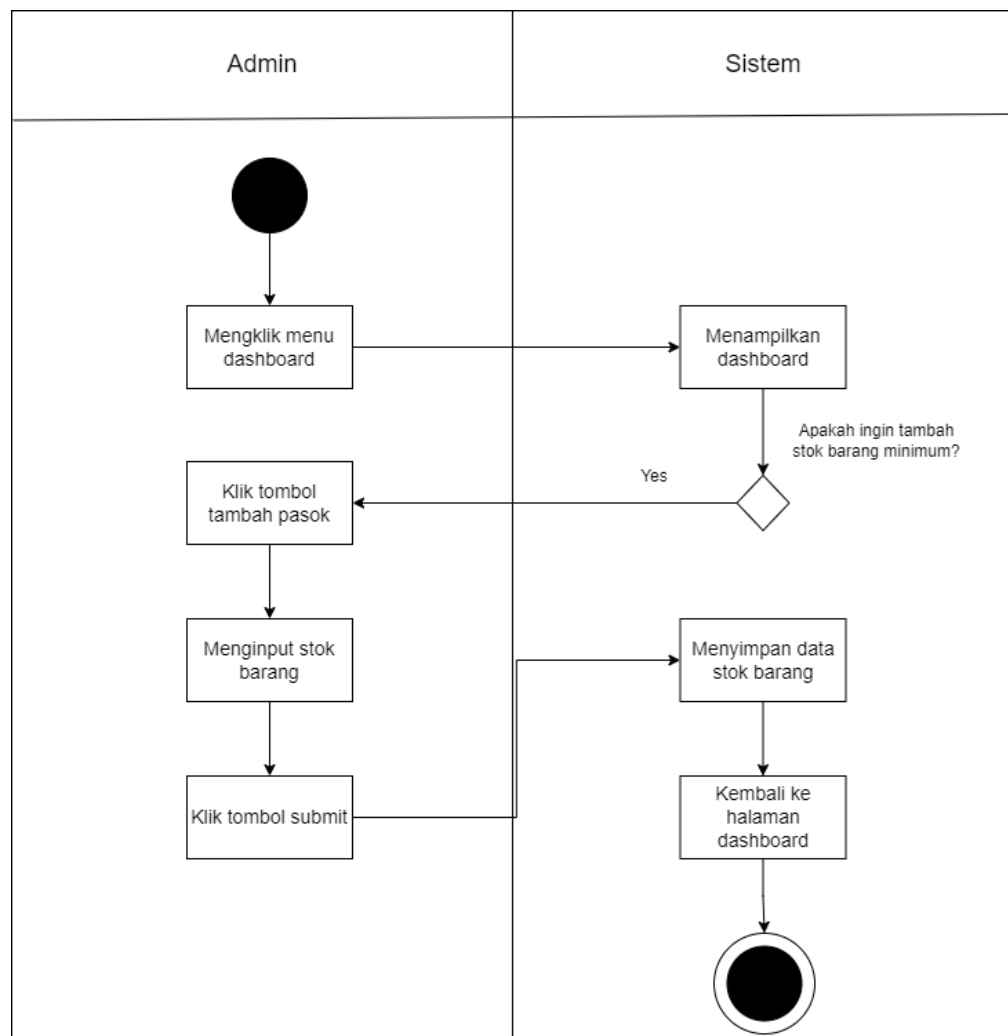 Admin
Sistem
Mengklik menu
dashboard
Menampilkan
dashboard
Apakah ingin tambah
stok barang minimum?
Yes
Klik tombol
tambah pasok
Menginput stok
barang
Menyimpan data
stok barang
Klik tombol submit
Kembali ke
halaman
dashboard